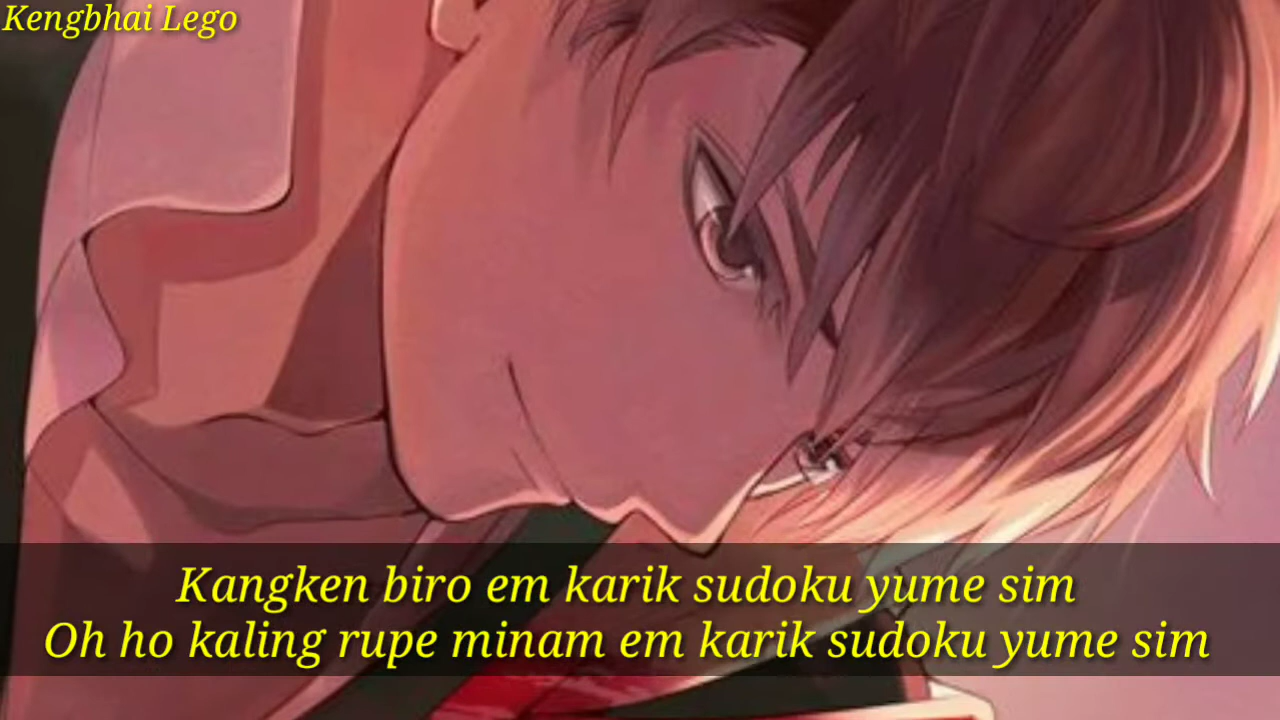 Kengbhai Lego
Kangken biro em karik sudoku yume sim
Oh ho kaling rupe minam em karik sudoku yume sim